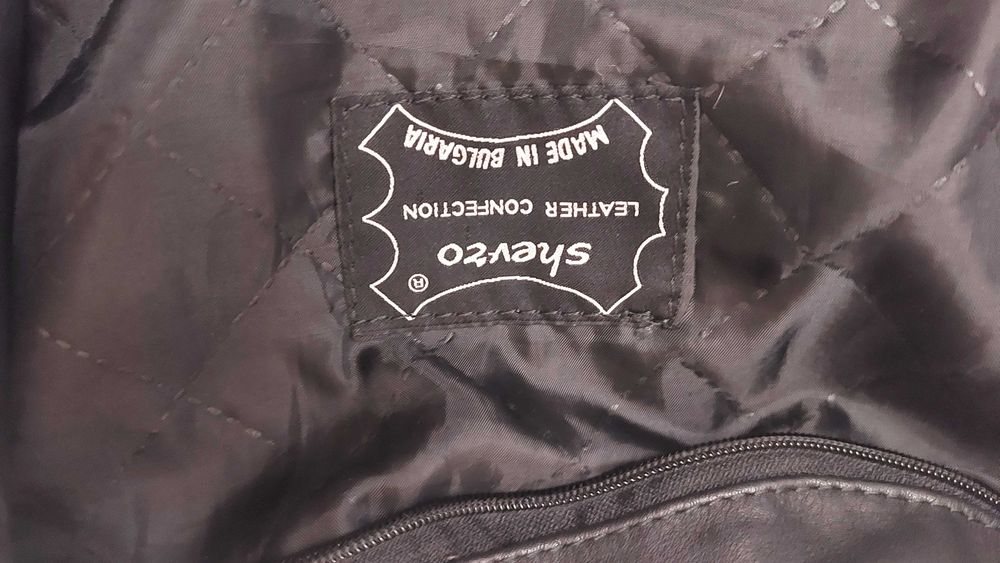 ®
shevzo
LEATHER CONFECTION
MADE IN BULGARIA